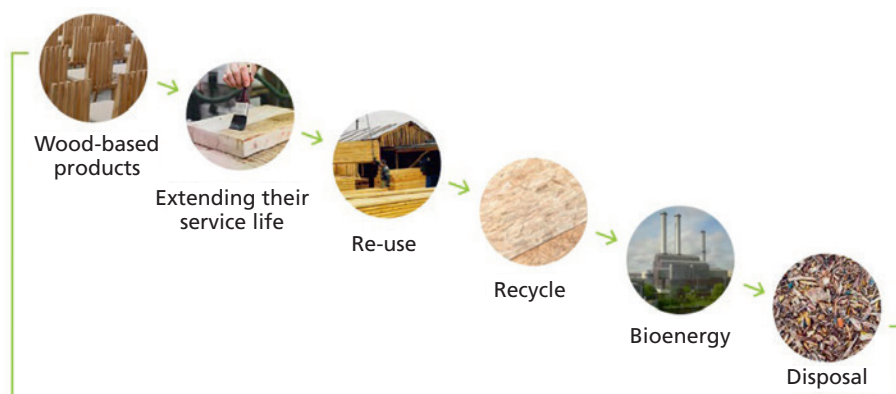 Wood-based
products
Extending their
service life
Re-use
Recycle
Bioenergy
Disposal